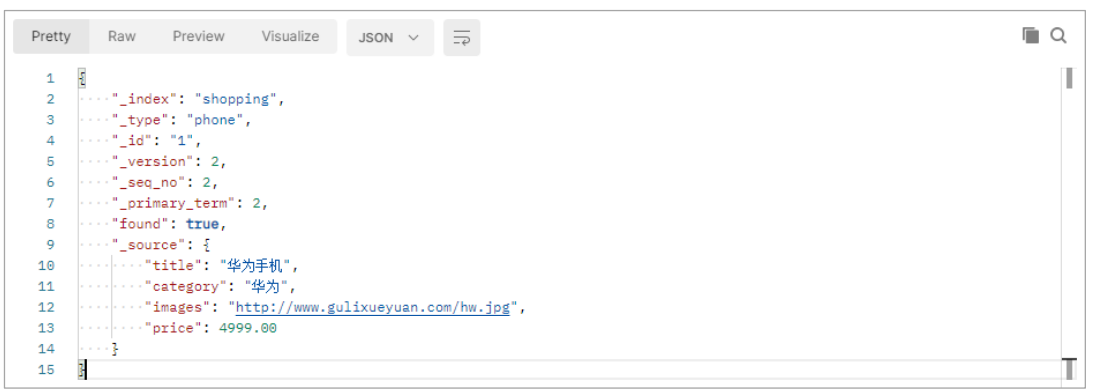 Pretty Raw Preview Visualize JSON
1 {
2 "_index": "shopping",
3 "_type": "phone",
4 "_id": "1",
5 "_version": 2,
6 "_seq_no": 2,
7 "_primary_term": 2,
8 "found": true,
9 "_source": {
10 "title": "华为手机",
11 "category": "华为",
12 "images": "http://www.gulixueyuan.com/hw.jpg",
13 "price": 4999.00
14 }
15 }